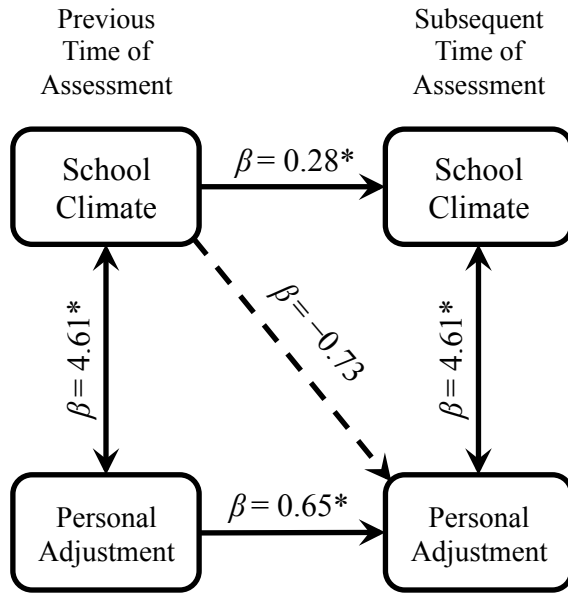 Previous
Time of
Assessment
Subsequent
Time of
Assessment
School
Climate
β = 0.28*
School
Climate
β = 4.61*
β = –0.73
β = 4.61*
Personal
Adjustment
β = 0.65*
Personal
Adjustment